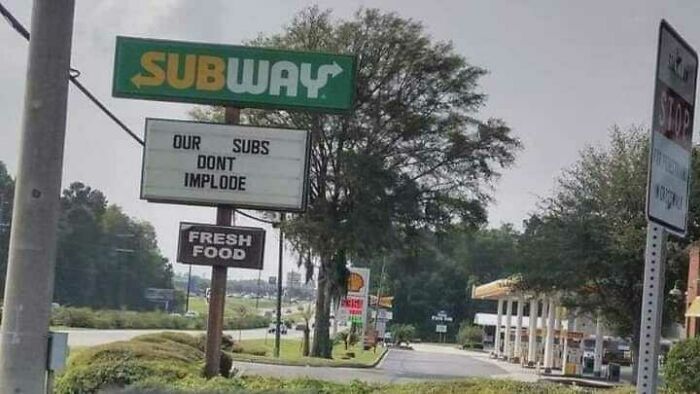 SUBWAY
OUR SUBS
DONT
IMPLODE
FRESH
FOOD
STOP